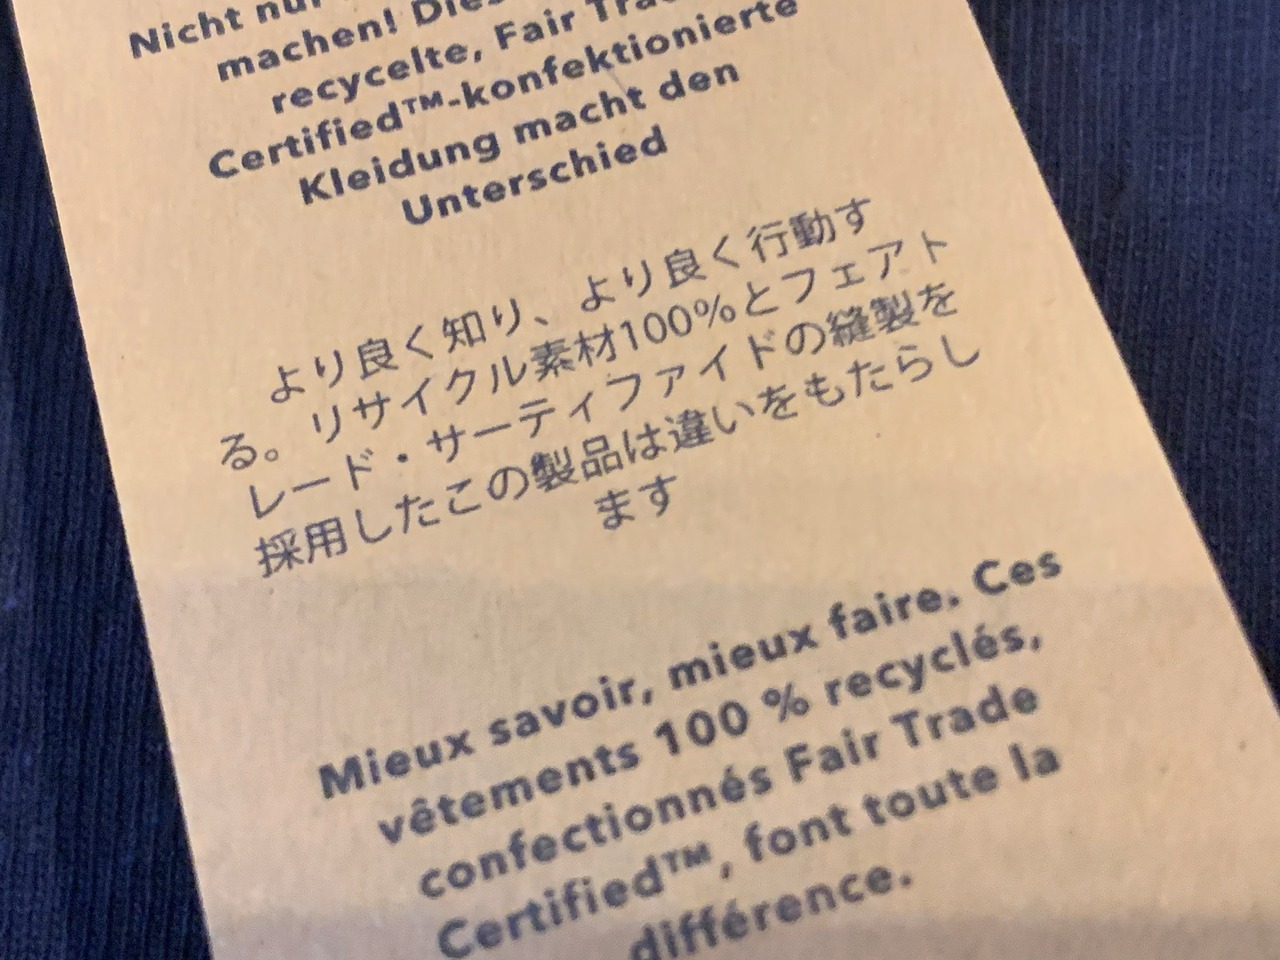 Nicht nur
machen!
recycelte, Fair
Certified™-konfektionierte
Kleidung macht den
Unterschied
より良く知り、より良く行動す
る。リサイクル素材100%とフェアト
レード・サーティファイドの縫製を
採用したこの製品は違いをもたらし
ます
Mieux savoir, mieux faire. Ces
vêtements 100 % recyclés,
confectionnés Fair Trade
Certified™, font toute la
différence.